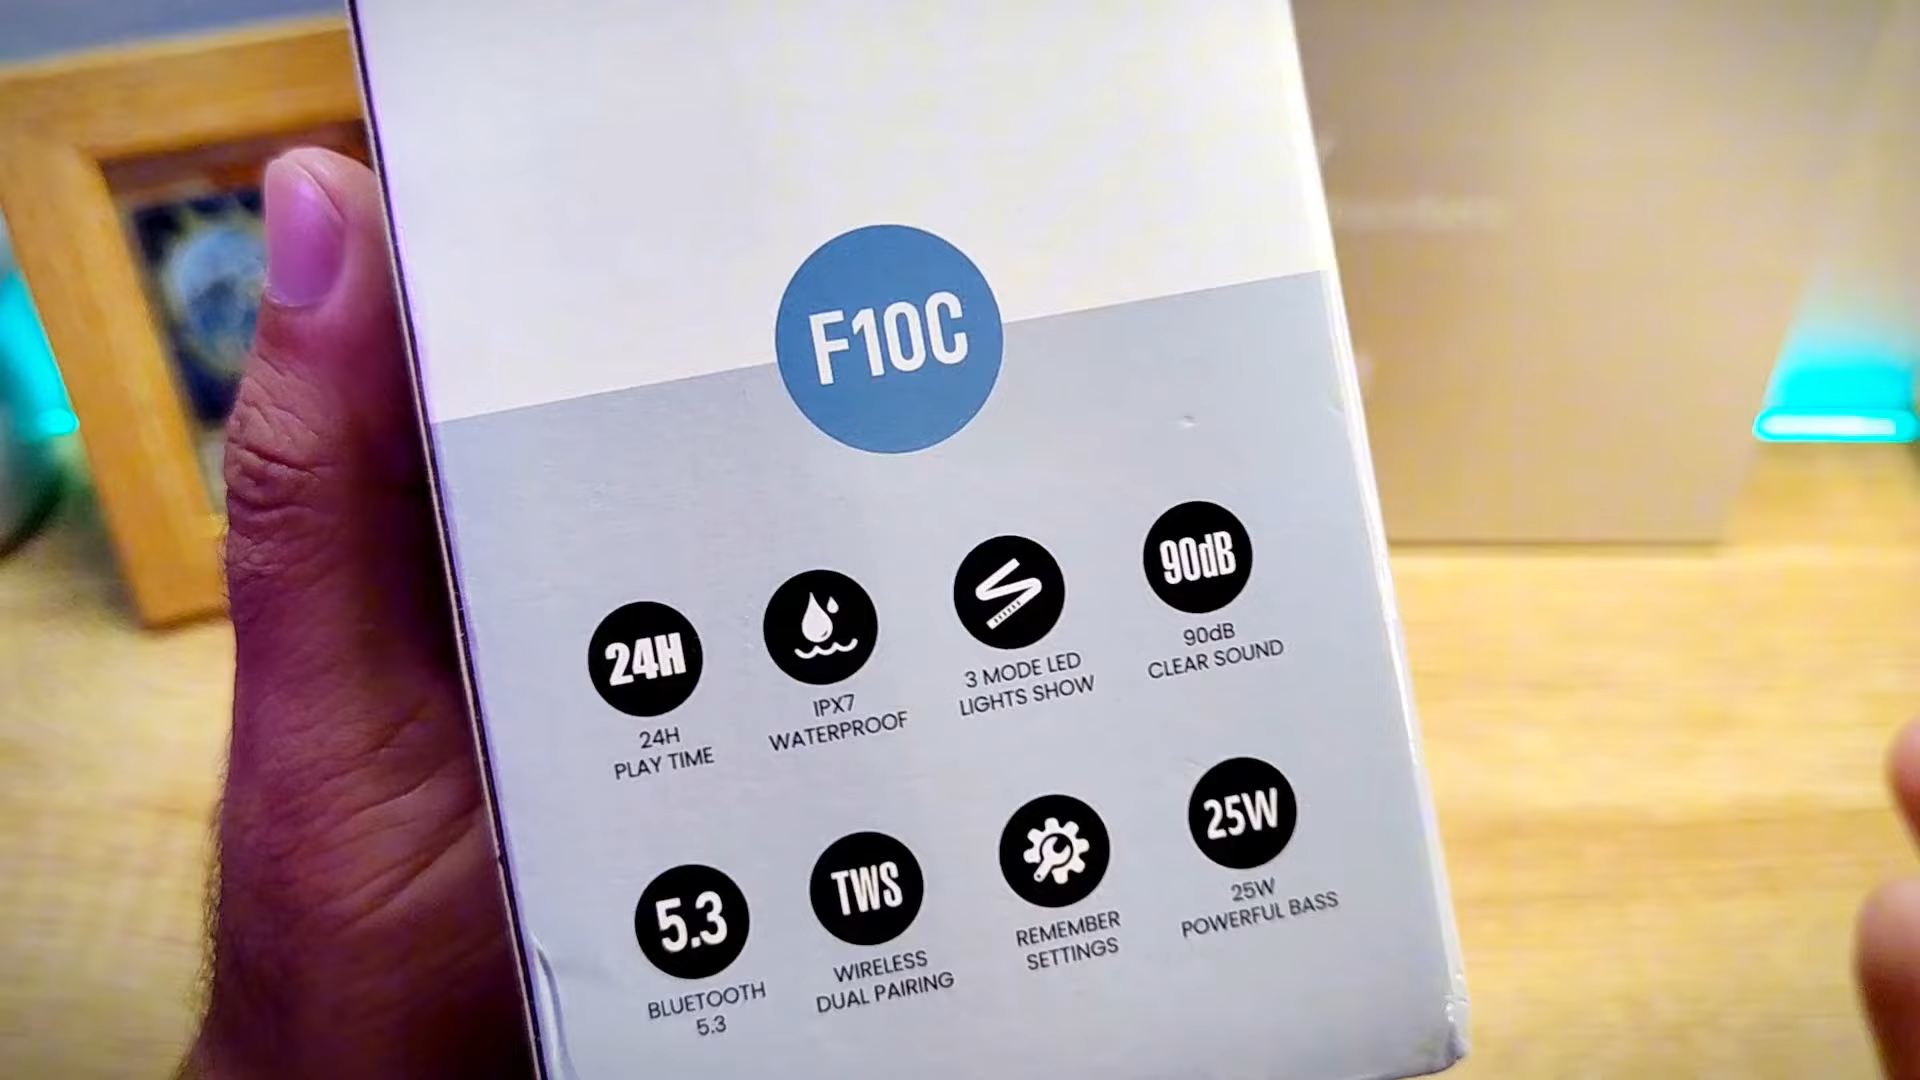 F10C
24H
24H
PLAY TIME
IPX7
WATERPROOF
3 MODE LED
LIGHTS SHOW
90dB
90dB
CLEAR SOUND
5.3
BLUETOOTH
5.3
TWS
WIRELESS
DUAL PAIRING
REMEMBER
SETTINGS
25W
25W
POWERFUL BASS